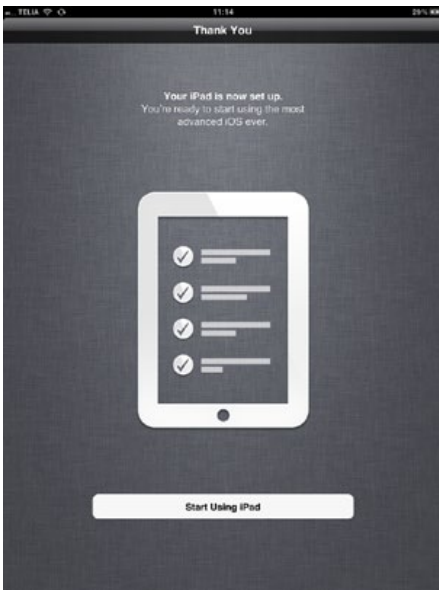 TELIA 11:14 29%
Thank You
Your iPad is now set up.
You're ready to start using the most
advanced iOS ever.
Start Using iPad